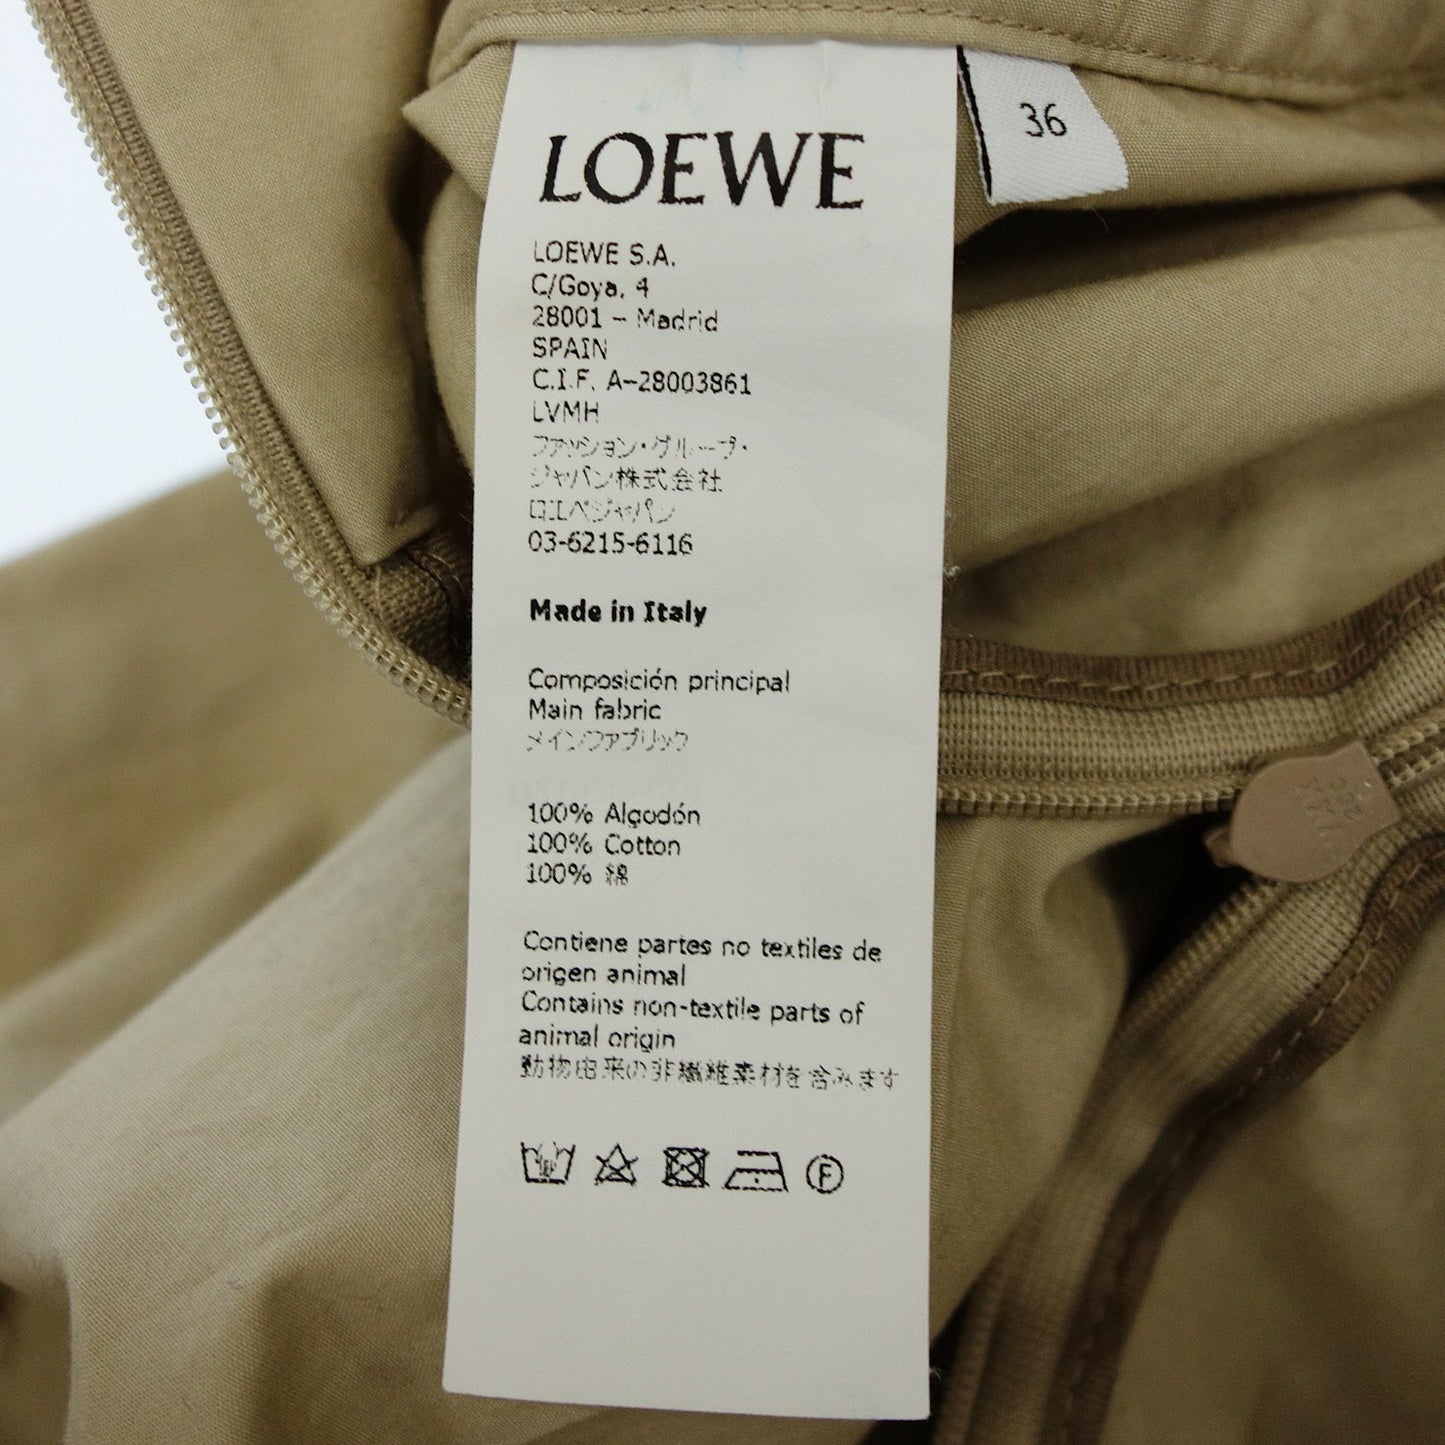 LOEWE
36
LOEWE S.A.
C/Goya, 4
28001 – Madrid
SPAIN
C.I.F. A–28003861
LVMH
ファッション・グループ・
ジャパン株式会社
ロエベジャパン
03-6215-6116
Made in Italy
Composición principal
Main fabric
メインファブリック
100% Algodón
100% Cotton
100% 綿
Contiene partes no textiles de
origen animal
Contains non-textile parts of
animal origin
動物由来の非繊維素材を含みます
F